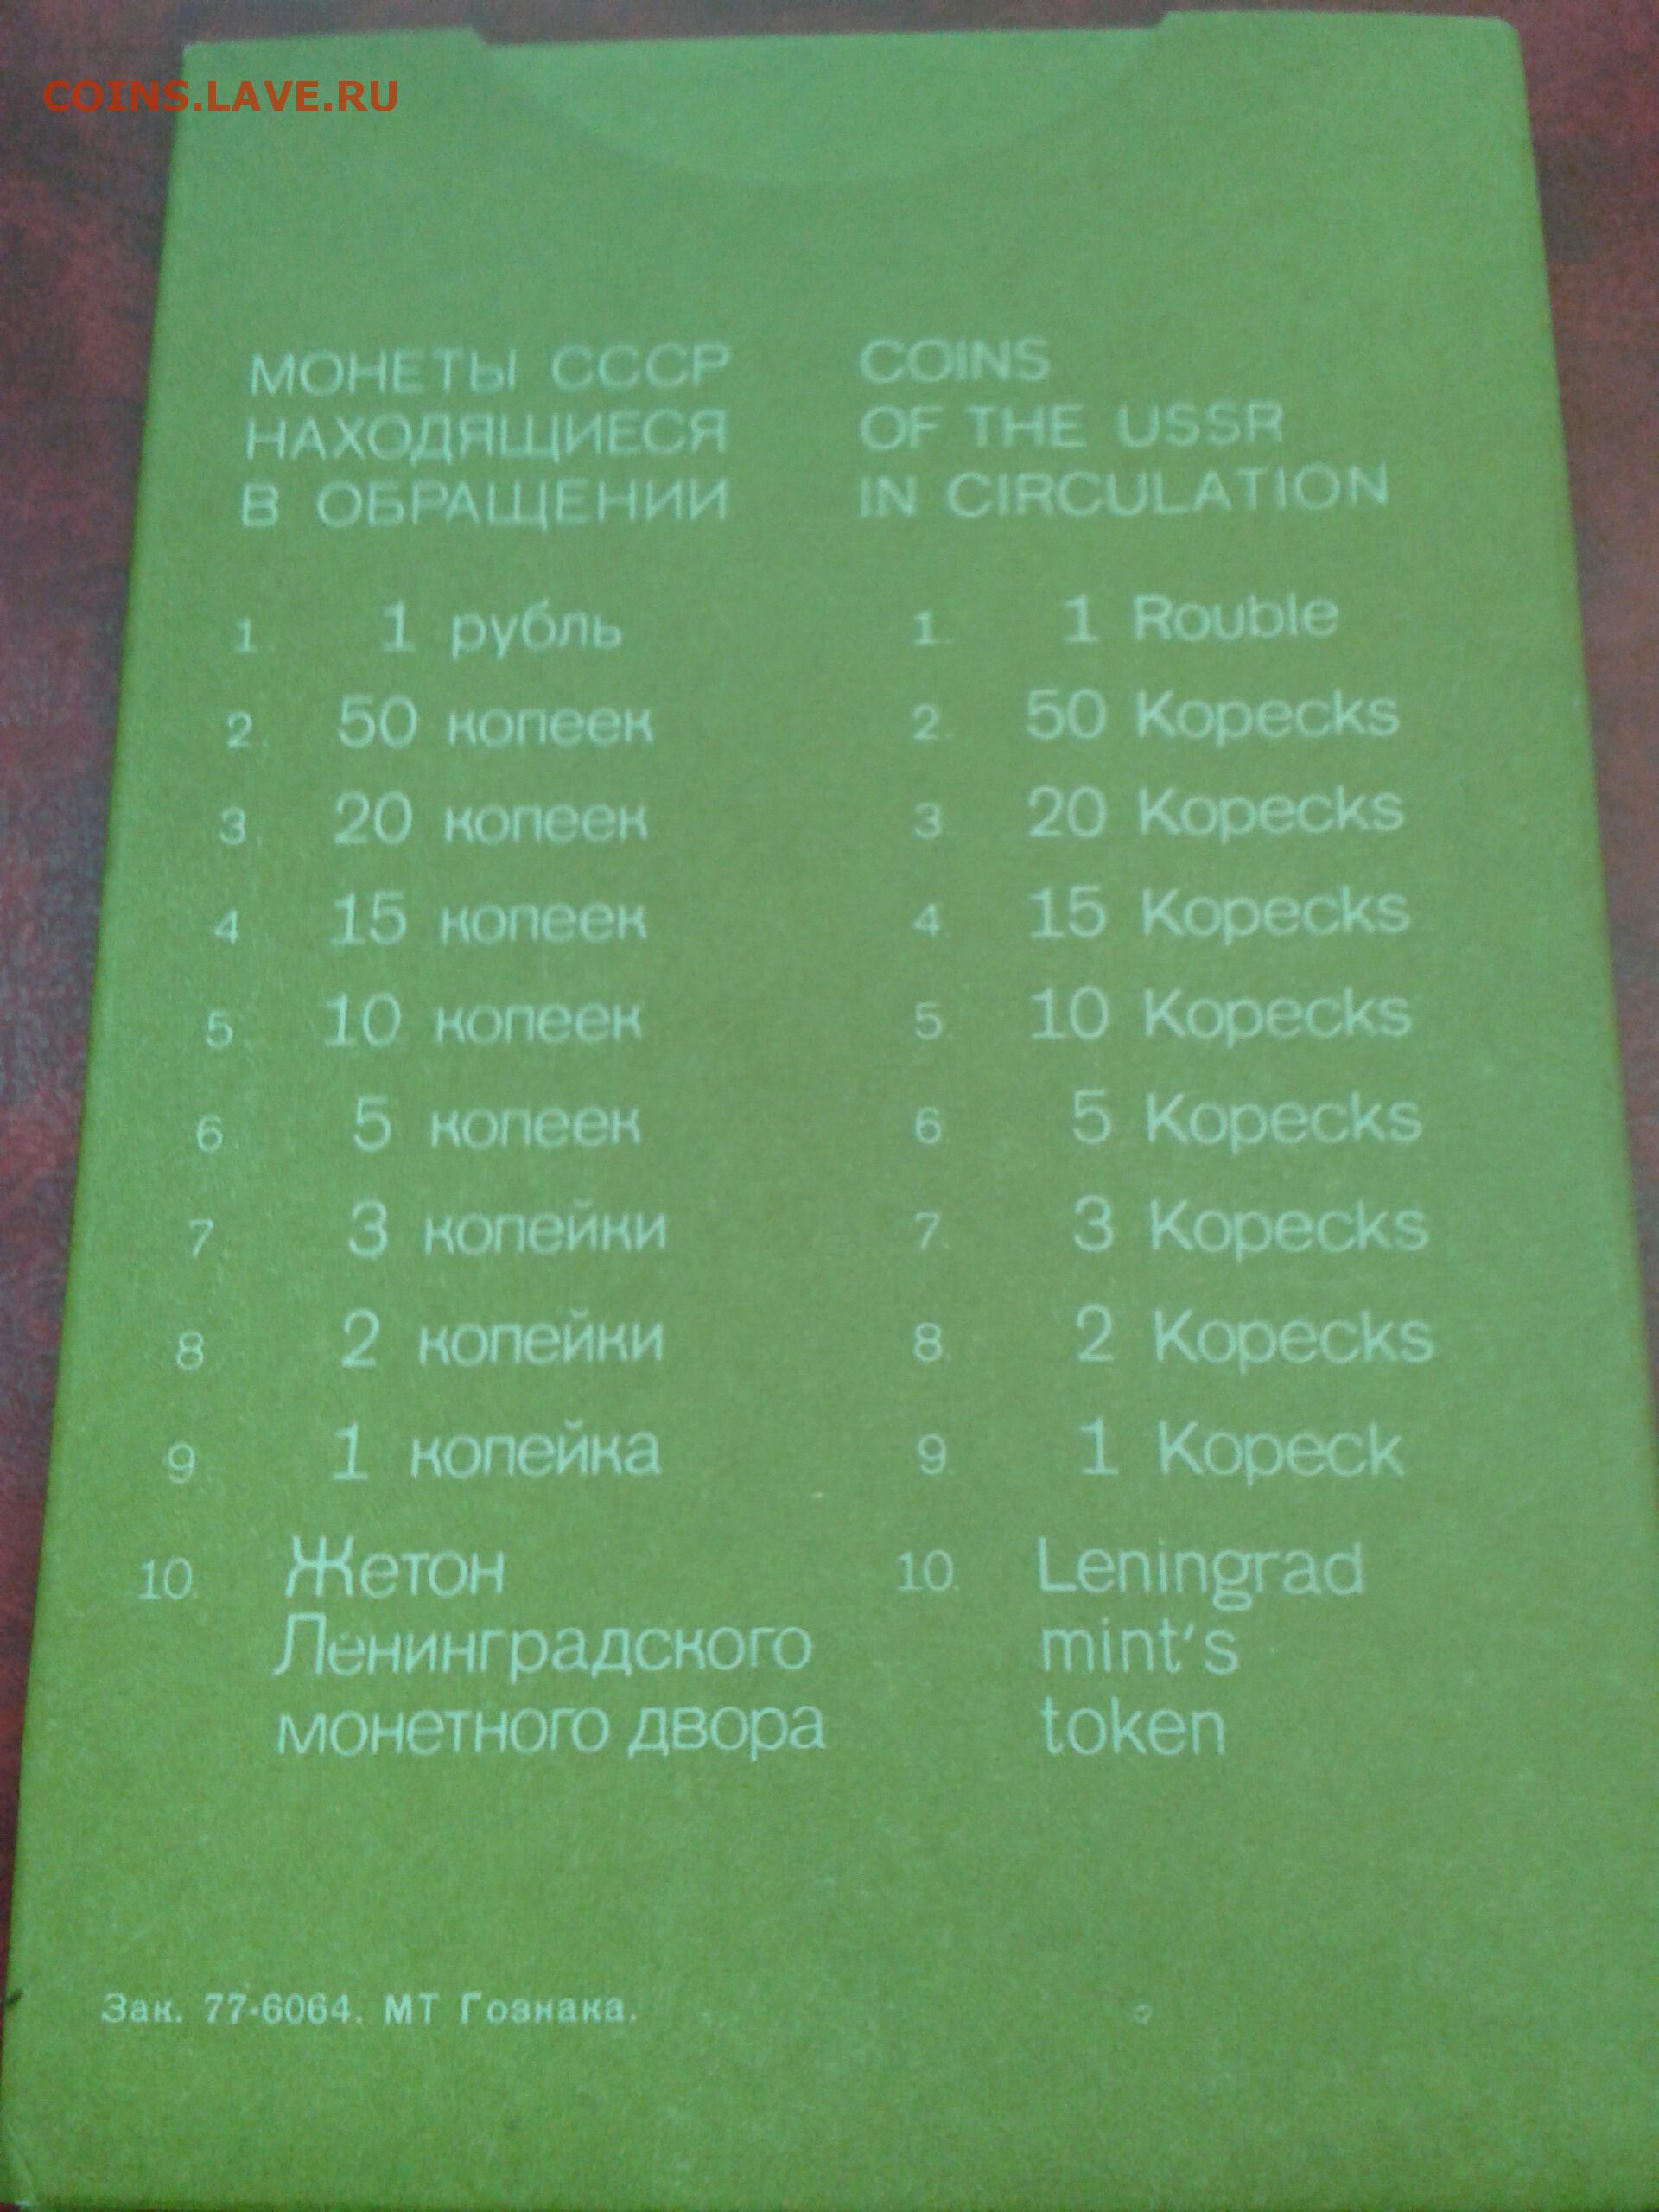 COINS.LAVE.RU
МОНЕТЫ СССР
НАХОДЯЩИЕСЯ
В ОБРАЩЕНИИ
1. 1 рубль
2. 50 копеек
3. 20 копеек
4. 15 копеек
5. 10 копеек
6. 5 копеек
7. 3 копейки
8. 2 копейки
9. 1 копейка
10. Жетон
Ленинградского
монетного двора
COINS
OF THE USSR
IN CIRCULATION
1. 1 Rouble
2. 50 Kopecks
3. 20 Kopecks
4. 15 Kopecks
5. 10 Kopecks
6. 5 Kopecks
7. 3 Kopecks
8. 2 Kopecks
9. 1 Kopeck
10. Leningrad
mint's
token
Зак. 77-6064. МТ Гознака.